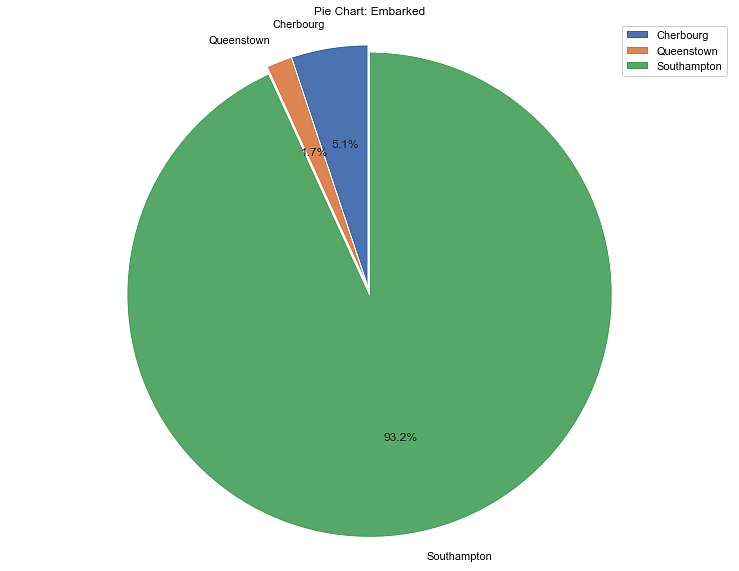 Pie Chart: Embarked
Cherbourg
Queenstown
Cherbourg
Queenstown
Southampton
5.1%
1.7%
93.2%
Southampton